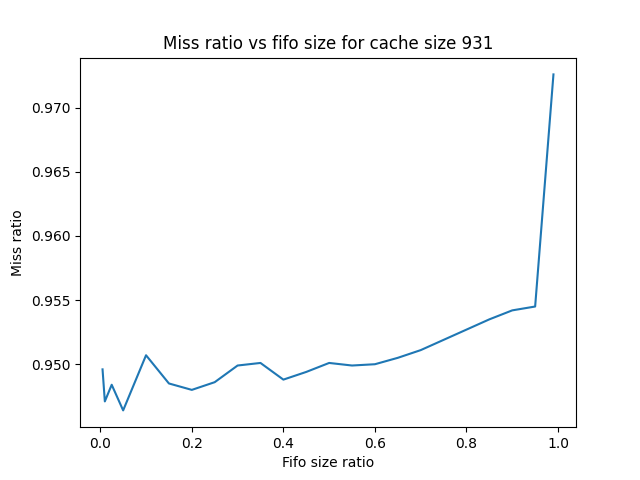 Miss ratio vs fifo size for cache size 931
0.970
0.965
0.960
0.955
0.950
Miss ratio
0.0 0.2 0.4 0.6 0.8 1.0
Fifo size ratio